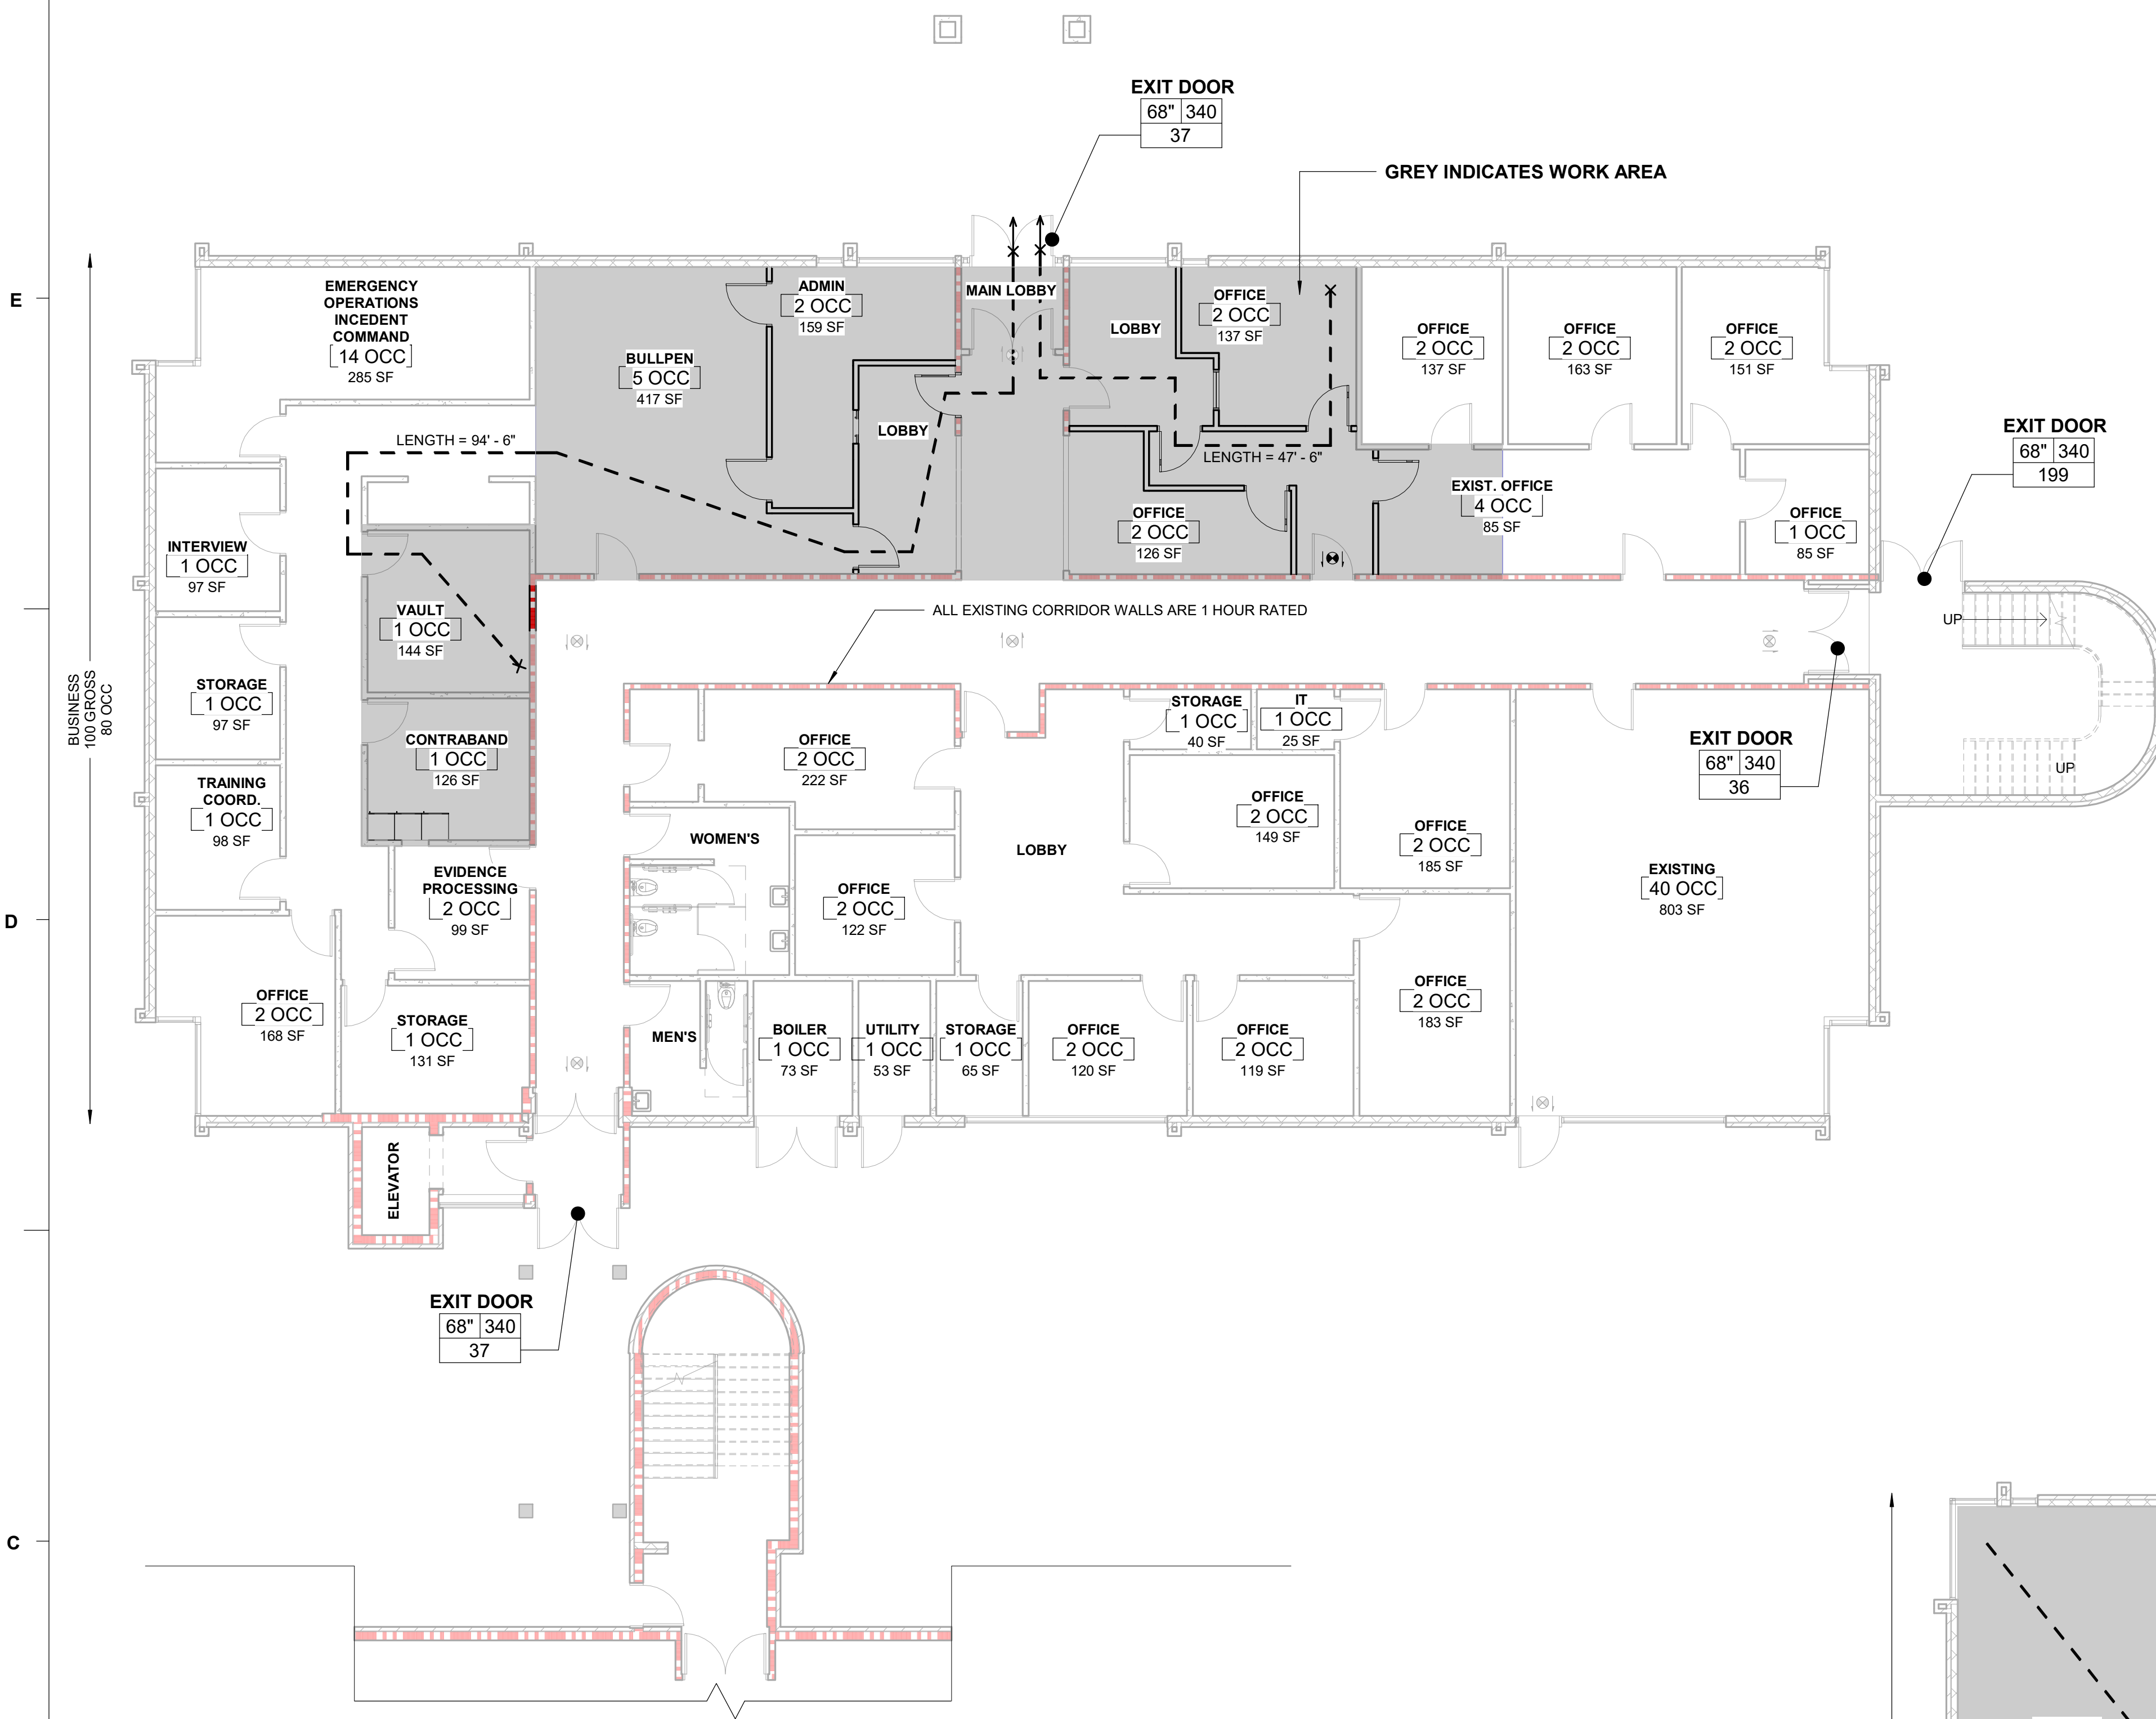 EXIT DOOR
68" 340
37
GREY INDICATES WORK AREA
E
EMERGENCY
OPERATIONS
INCEDENT
COMMAND
14 OCC
285 SF
BULLPEN
5 OCC
417 SF
ADMIN
2 OCC
159 SF
MAIN LOBBY
LOBBY
LOBBY
OFFICE
2 OCC
137 SF
OFFICE
2 OCC
137 SF
OFFICE
2 OCC
163 SF
OFFICE
2 OCC
151 SF
EXIT DOOR
68" 340
199
LENGTH = 94' - 6"
LENGTH = 47' - 6"
EXIST. OFFICE
4 OCC
85 SF
OFFICE
2 OCC
126 SF
OFFICE
1 OCC
85 SF
INTERVIEW
1 OCC
97 SF
VAULT
1 OCC
144 SF
ALL EXISTING CORRIDOR WALLS ARE 1 HOUR RATED
UP
UP
BUSINESS
100 GROSS
80 OCC
STORAGE
1 OCC
97 SF
CONTRABAND
1 OCC
126 SF
OFFICE
2 OCC
222 SF
STORAGE
1 OCC
40 SF
IT
1 OCC
25 SF
EXIT DOOR
68" 340
36
TRAINING
COORD.
1 OCC
98 SF
WOMEN'S
LOBBY
OFFICE
2 OCC
149 SF
OFFICE
2 OCC
185 SF
EXISTING
40 OCC
803 SF
D
EVIDENCE
PROCESSING
2 OCC
99 SF
OFFICE
2 OCC
122 SF
OFFICE
2 OCC
168 SF
STORAGE
1 OCC
131 SF
MEN'S
BOILER
1 OCC
73 SF
UTILITY
1 OCC
53 SF
STORAGE
1 OCC
65 SF
OFFICE
2 OCC
120 SF
OFFICE
2 OCC
119 SF
OFFICE
2 OCC
183 SF
ELEVATOR
EXIT DOOR
68" 340
37
C